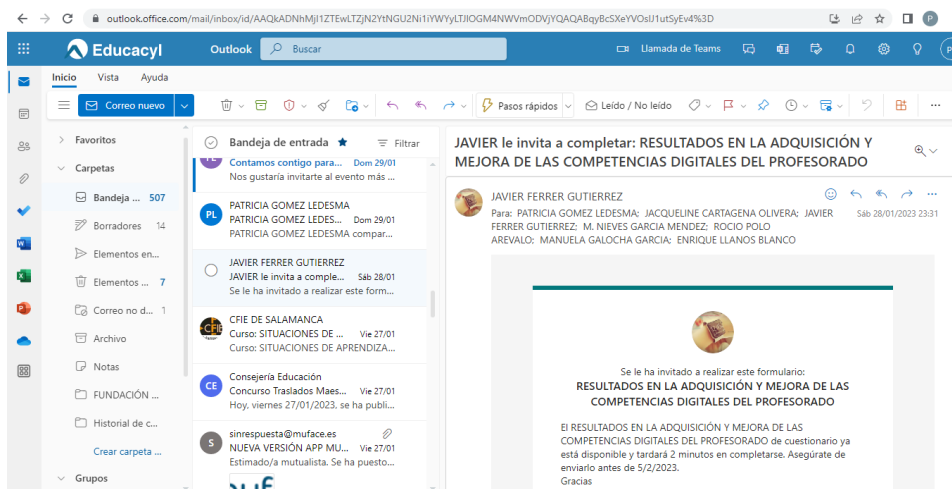 outlook.office.com/mail/inbox/id/AAQkADNhMjI1ZTEwLTZjN2YtNGU2Ni1iYWYyLTJlOGM4NWVmODVjYQAQABqyBcSXeYVOsIJ1utSyEv4%3D
P
Educacyl
Outlook
Buscar
Llamada de Teams
P
Inicio
Vista
Ayuda
Correo nuevo
Pasos rápidos
Leído / No leído
Favoritos
Carpetas
Bandeja ... 507
Borradores 14
Elementos en...
Elementos ... 7
Correo no d... 1
Archivo
Notas
FUNDACIÓN ...
Historial de c...
Crear carpeta ...
Grupos
Bandeja de entrada
Filtrar
Contamos contigo para... Dom 29/01
Nos gustaría invitarte al evento más ...
PL
PATRICIA GOMEZ LEDESMA
PATRICIA GOMEZ LEDES... Dom 29/01
PATRICIA GOMEZ LEDESMA compar...
JAVIER FERRER GUTIERREZ
JAVIER le invita a comple... Sáb 28/01
Se le ha invitado a realizar este form...
CFIE
CFIE DE SALAMANCA
Curso: SITUACIONES DE ... Vie 27/01
Curso: SITUACIONES DE APRENDIZA...
CE
Consejería Educación
Concurso Traslados Maes... Vie 27/01
Hoy, viernes 27/01/2023, se ha publi...
S
sinrespuesta@muface.es
NUEVA VERSIÓN APP MU... Vie 27/01
Estimado/a mutualista. Se ha puesto...
JAVIER le invita a completar: RESULTADOS EN LA ADQUISICIÓN Y
MEJORA DE LAS COMPETENCIAS DIGITALES DEL PROFESORADO
JAVIER FERRER GUTIERREZ
Para: PATRICIA GOMEZ LEDESMA; JACQUELINE CARTAGENA OLIVERA; JAVIER
FERRER GUTIERREZ; M. NIEVES GARCIA MENDEZ; ROCIO POLO
AREVALO; MANUELA GALOCHA GARCIA; ENRIQUE LLANOS BLANCO
Sáb 28/01/2023 23:31
Se le ha invitado a realizar este formulario:
RESULTADOS EN LA ADQUISICIÓN Y MEJORA DE LAS
COMPETENCIAS DIGITALES DEL PROFESORADO
El RESULTADOS EN LA ADQUISICIÓN Y MEJORA DE LAS
COMPETENCIAS DIGITALES DEL PROFESORADO de cuestionario ya
está disponible y tardará 2 minutos en completarse. Asegúrate de
enviarlo antes de 5/2/2023.
Gracias